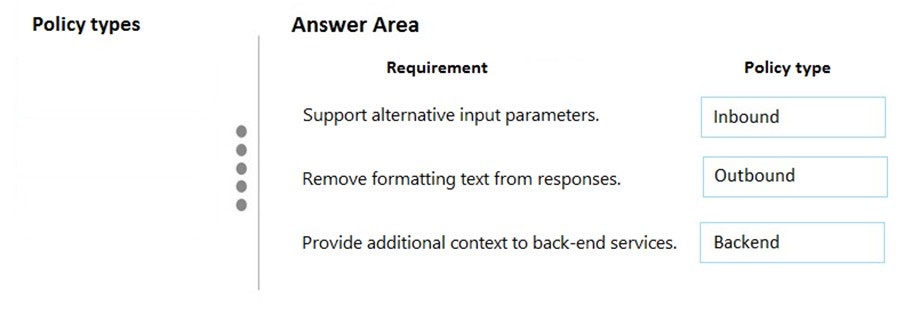 Policy types
Answer Area
Requirement
Policy type
Support alternative input parameters.
Inbound
Remove formatting text from responses.
Outbound
Provide additional context to back-end services.
Backend